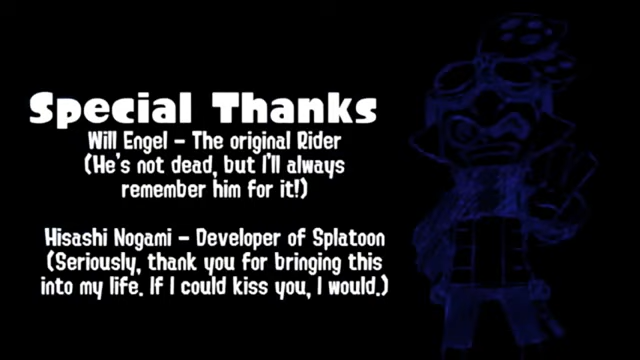 Special Thanks
Will Engel – The original Rider
(He's not dead, but I'll always
remember him for it!)
Hisashi Nogami – Developer of Splatoon
(Seriously, thank you for bringing this
into my life. If I could kiss you, I would.)